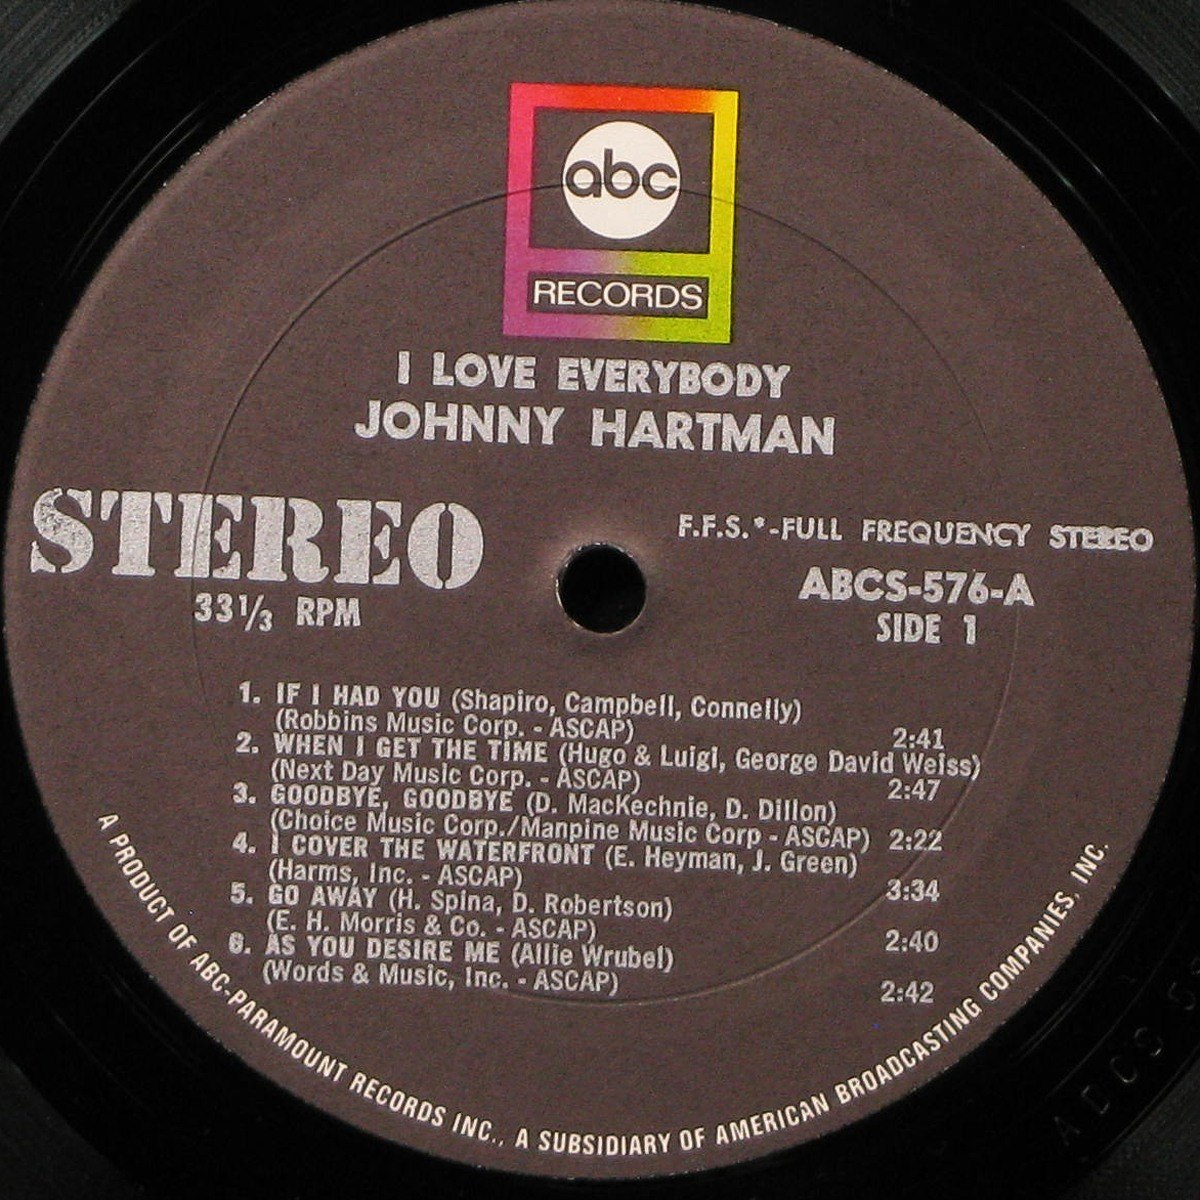 abc
RECORDS
I LOVE EVERYBODY
JOHNNY HARTMAN
STEREO
33 1/3 RPM
F.F.S.*-FULL FREQUENCY STEREO
ABCS-576-A
SIDE 1
1. IF I HAD YOU (Shapiro, Campbell, Connelly)
(Robbins Music Corp. - ASCAP) 2:41
2. WHEN I GET THE TIME (Hugo & Luigi, George David Weiss)
(Next Day Music Corp. - ASCAP) 2:47
3. GOODBYE, GOODBYE (D. MacKechnie, D. Dillon)
(Choice Music Corp./Manpine Music Corp - ASCAP) 2:22
4. I COVER THE WATERFRONT (E. Heyman, J. Green)
(Harms, Inc. - ASCAP) 3:34
5. GO AWAY (H. Spina, D. Robertson)
(E. H. Morris & Co. - ASCAP) 2:40
6. AS YOU DESIRE ME (Allie Wrubel)
(Words & Music, Inc. - ASCAP) 2:42
A PRODUCT OF ABC-PARAMOUNT RECORDS INC., A SUBSIDIARY OF AMERICAN BROADCASTING COMPANIES, INC.